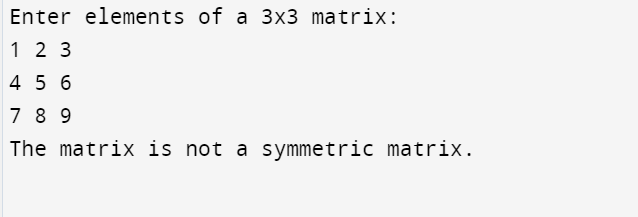 Enter elements of a 3x3 matrix:
1 2 3
4 5 6
7 8 9
The matrix is not a symmetric matrix.